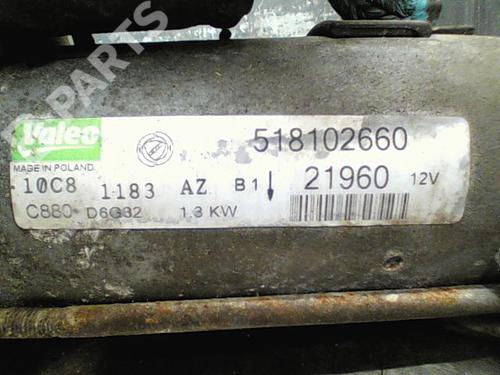 Valeo
518102660
MADE IN POLAND
10C8 1183 AZ B1 21960 12V
C880 D6G32 1.3 KW
PARTS